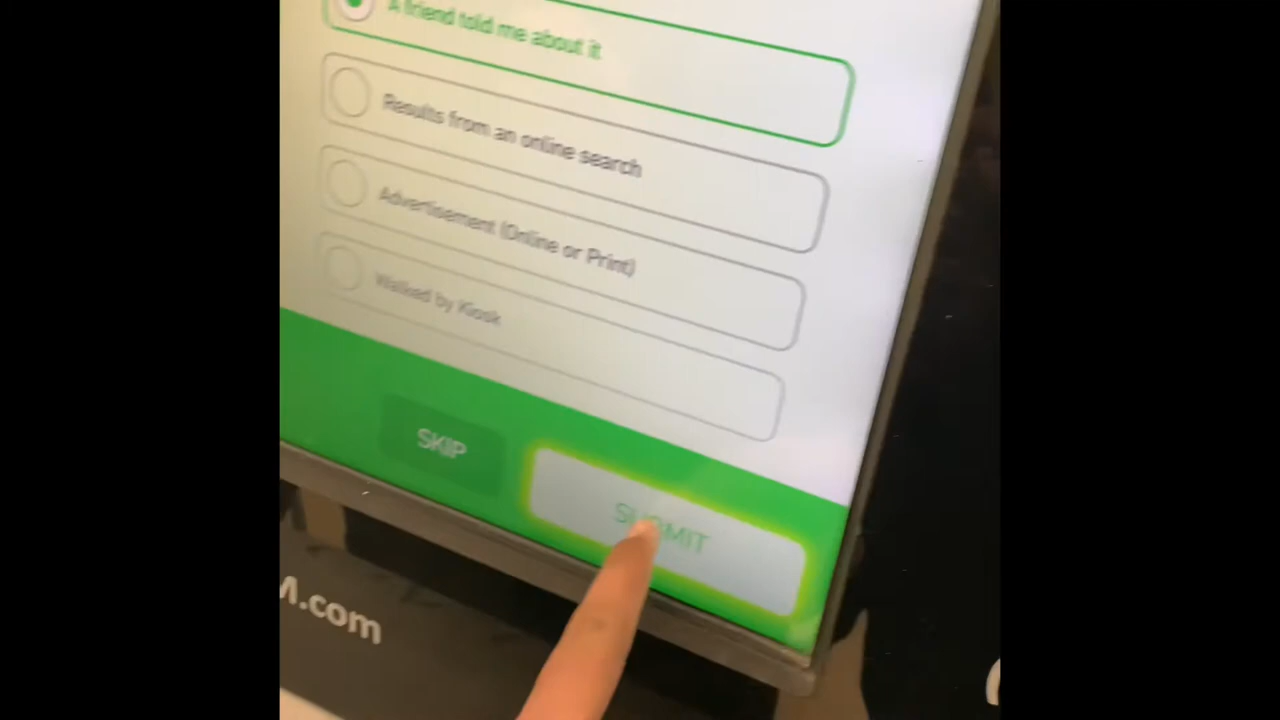 A friend told me about it
Results from an online search
Advertisement (Online or Print)
Walked by Kiosk
SKIP
SUBMIT
M.com